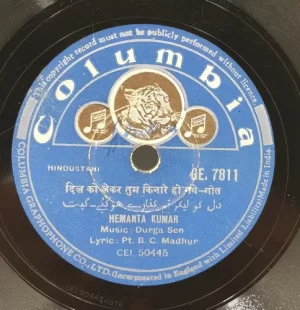 This copyright record must not be publicly performed without licence.
Columbia
HINDUSTANI
GE. 7811
दिल को लेकर तुम किनारे हो गये-गीत
دل کو لیکر تم کنارے ہو گئے-گیت
HEMANTA KUMAR
Music: Durga Sen
Lyric: Pt. B. C. Madhur
CEI 50445
COLUMBIA GRAPHOPHONE CO., LTD. (Incorporated in England with Limited Liability) Made in India